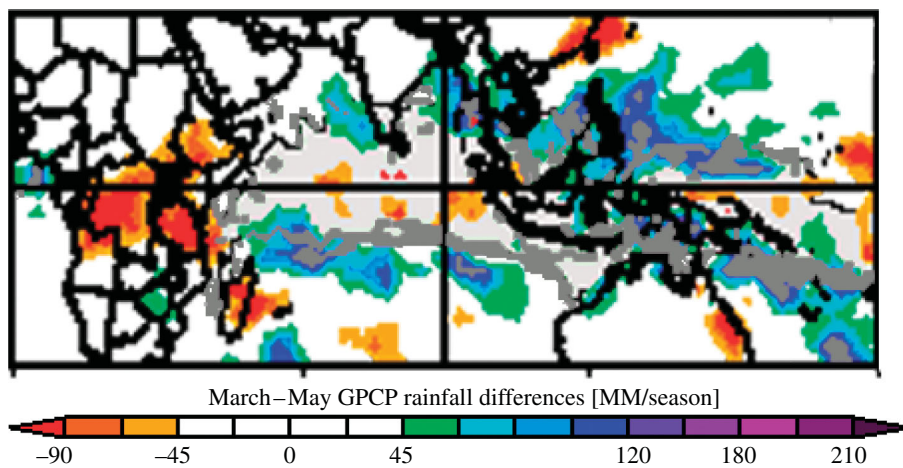 March–May GPCP rainfall differences [MM/season]
–90 –45 0 45 120 180 210